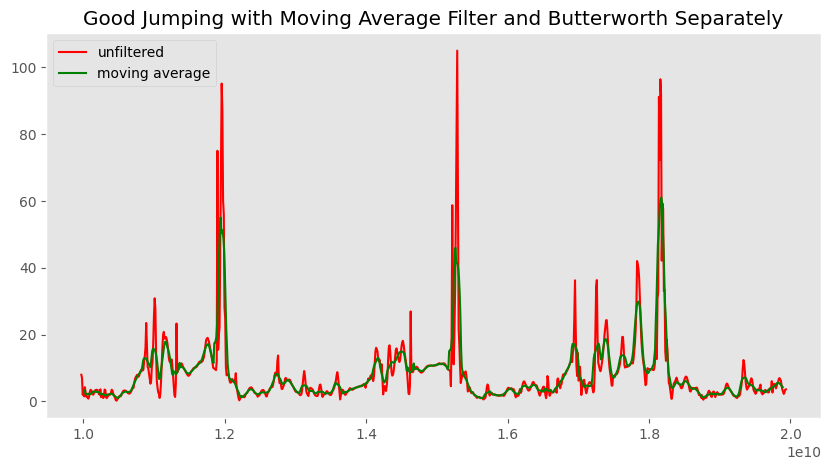 Good Jumping with Moving Average Filter and Butterworth Separately
unfiltered
moving average
100
80
60
40
20
0
1.0 1.2 1.4 1.6 1.8 2.0
1e10